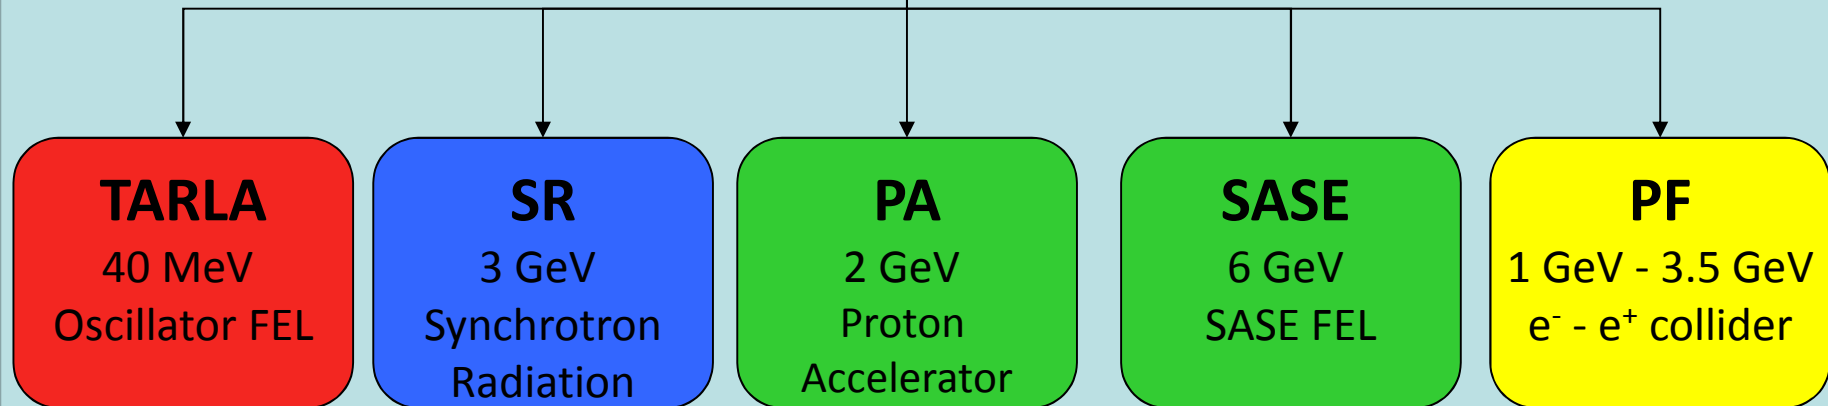 TARLA
40 MeV
Oscillator FEL
SR
3 GeV
Synchrotron
Radiation
PA
2 GeV
Proton
Accelerator
SASE
6 GeV
SASE FEL
PF
1 GeV - 3.5 GeV
e⁻ - e⁺ collider